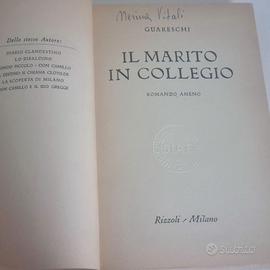 Dello stesso Autore:
DIARIO CLANDESTINO
LO ZIBALDINO
MONDO PICCOLO - DON CAMILLO
IL DESTINO SI CHIAMA CLOTILDE
LA SCOPERTA DI MILANO
DON CAMILLO E IL SUO GREGGE
Nerina Vitali
GUARESCHI
IL MARITO
IN COLLEGIO
ROMANZO AMENO
Rizzoli - Milano
subito